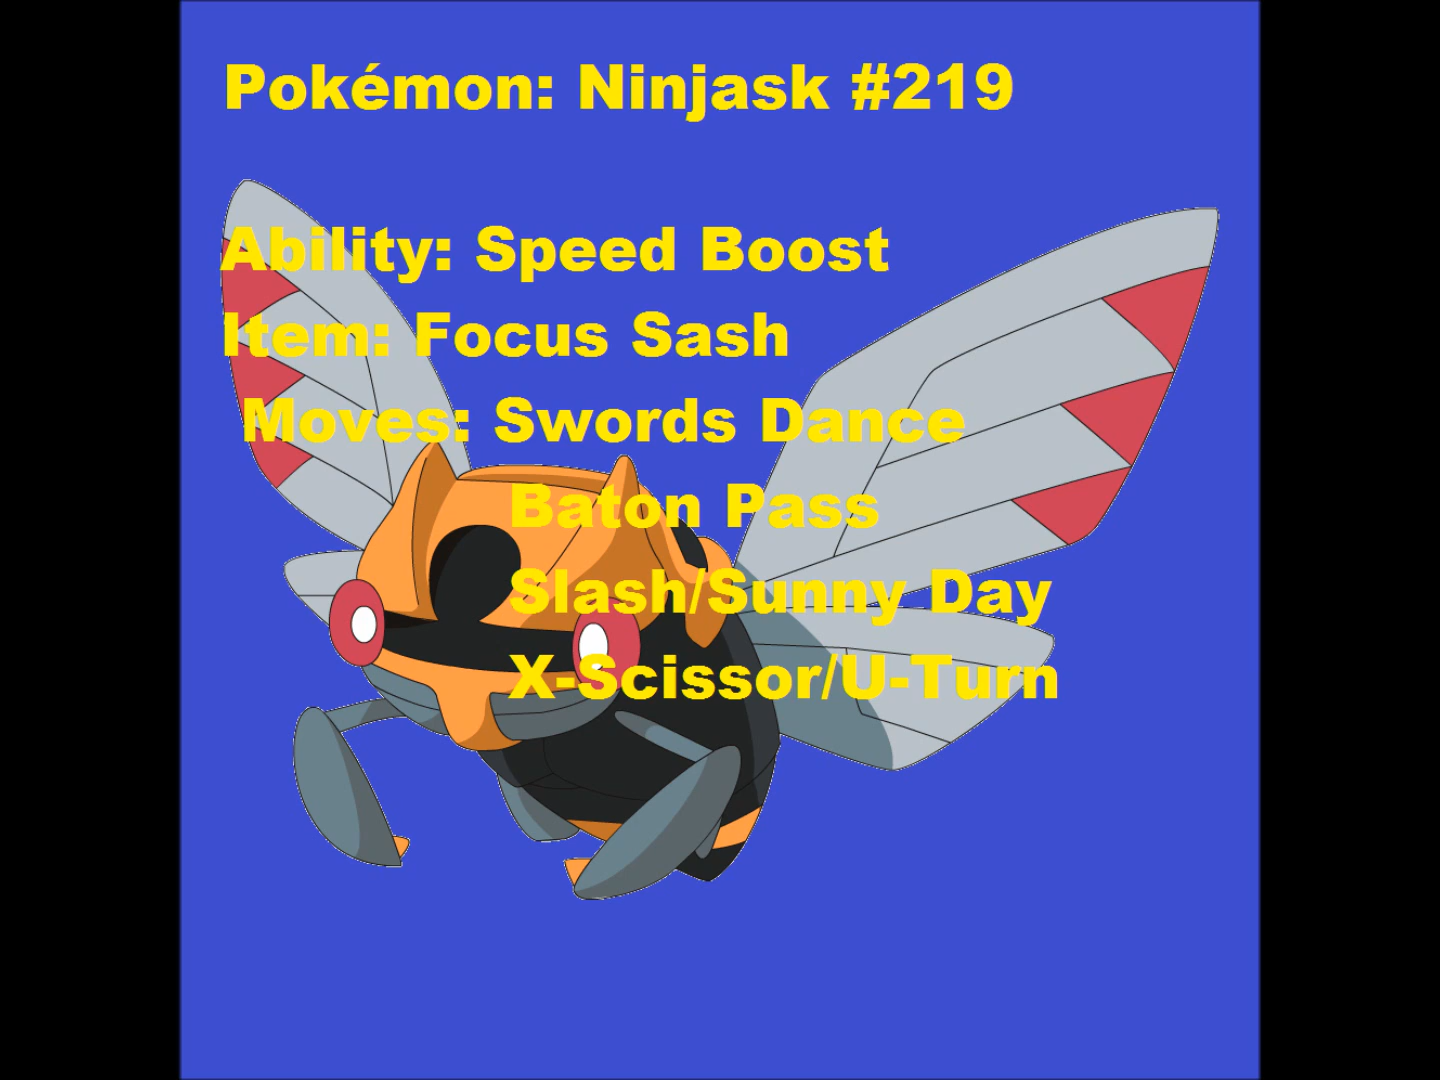 Pokémon: Ninjask #219
Ability: Speed Boost
Item: Focus Sash
Moves: Swords Dance
Baton Pass
Slash/Sunny Day
X-Scissor/U-Turn